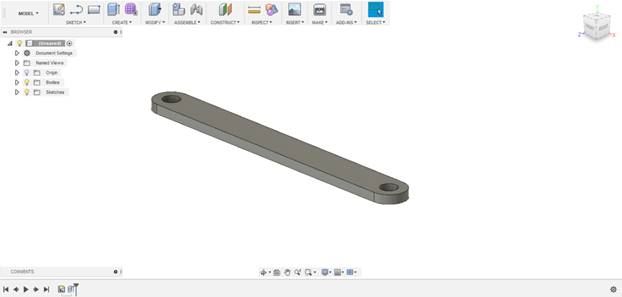 MODEL
SKETCH
CREATE
MODIFY
ASSEMBLE
CONSTRUCT
INSPECT
INSERT
MAKE
ADD-INS
SELECT
BROWSER
(Unsaved)
Document Settings
Named Views
Origin
Bodies
Sketches
Z
X
COMMENTS